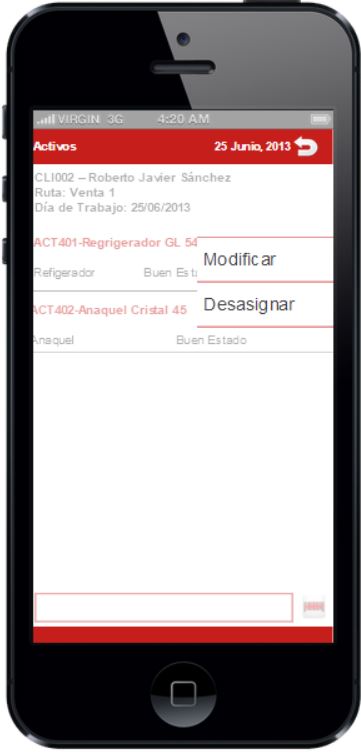 VIRGIN 3G 4:20 AM
Activos 25 Junio, 2013
CLI002 – Roberto Javier Sánchez
Ruta: Venta 1
Día de Trabajo: 25/06/2013
ACT401-Regrigerador GL 54
Modificar
Refigerador Buen Esta
Desasignar
ACT402-Anaquel Cristal 45
Anaquel Buen Estado